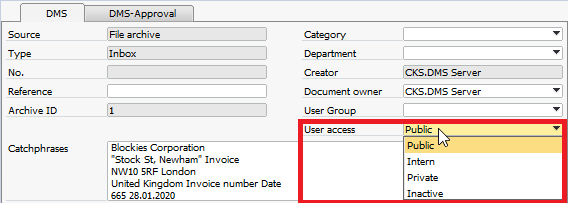 DMS
DMS-Approval
Source File archive
Category
Type Inbox
Department
No.
Creator CKS.DMS Server
Reference
Document owner CKS.DMS Server
Archive ID 1
User Group
User access Public
Public
Intern
Private
Inactive
Catchphrases
Blockies Corporation
"Stock St, Newham" Invoice
NW10 5RF London
United Kingdom Invoice number Date
665 28.01.2020